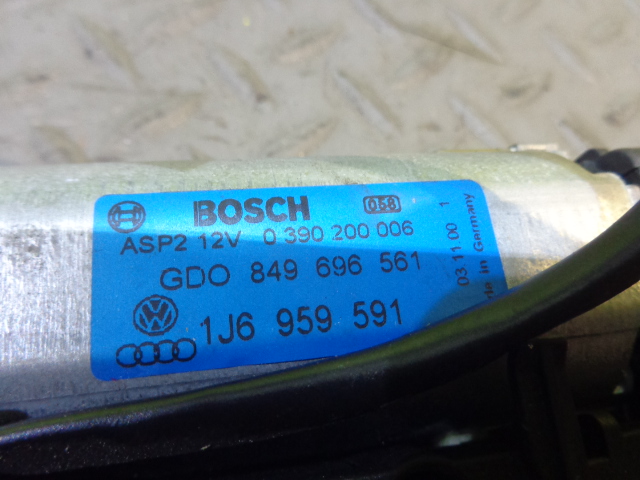 BOSCH 058
ASP2 12V 0 390 200 006
GDO 849 696 561
1J6 959 591
03 11 00 1
in Germany